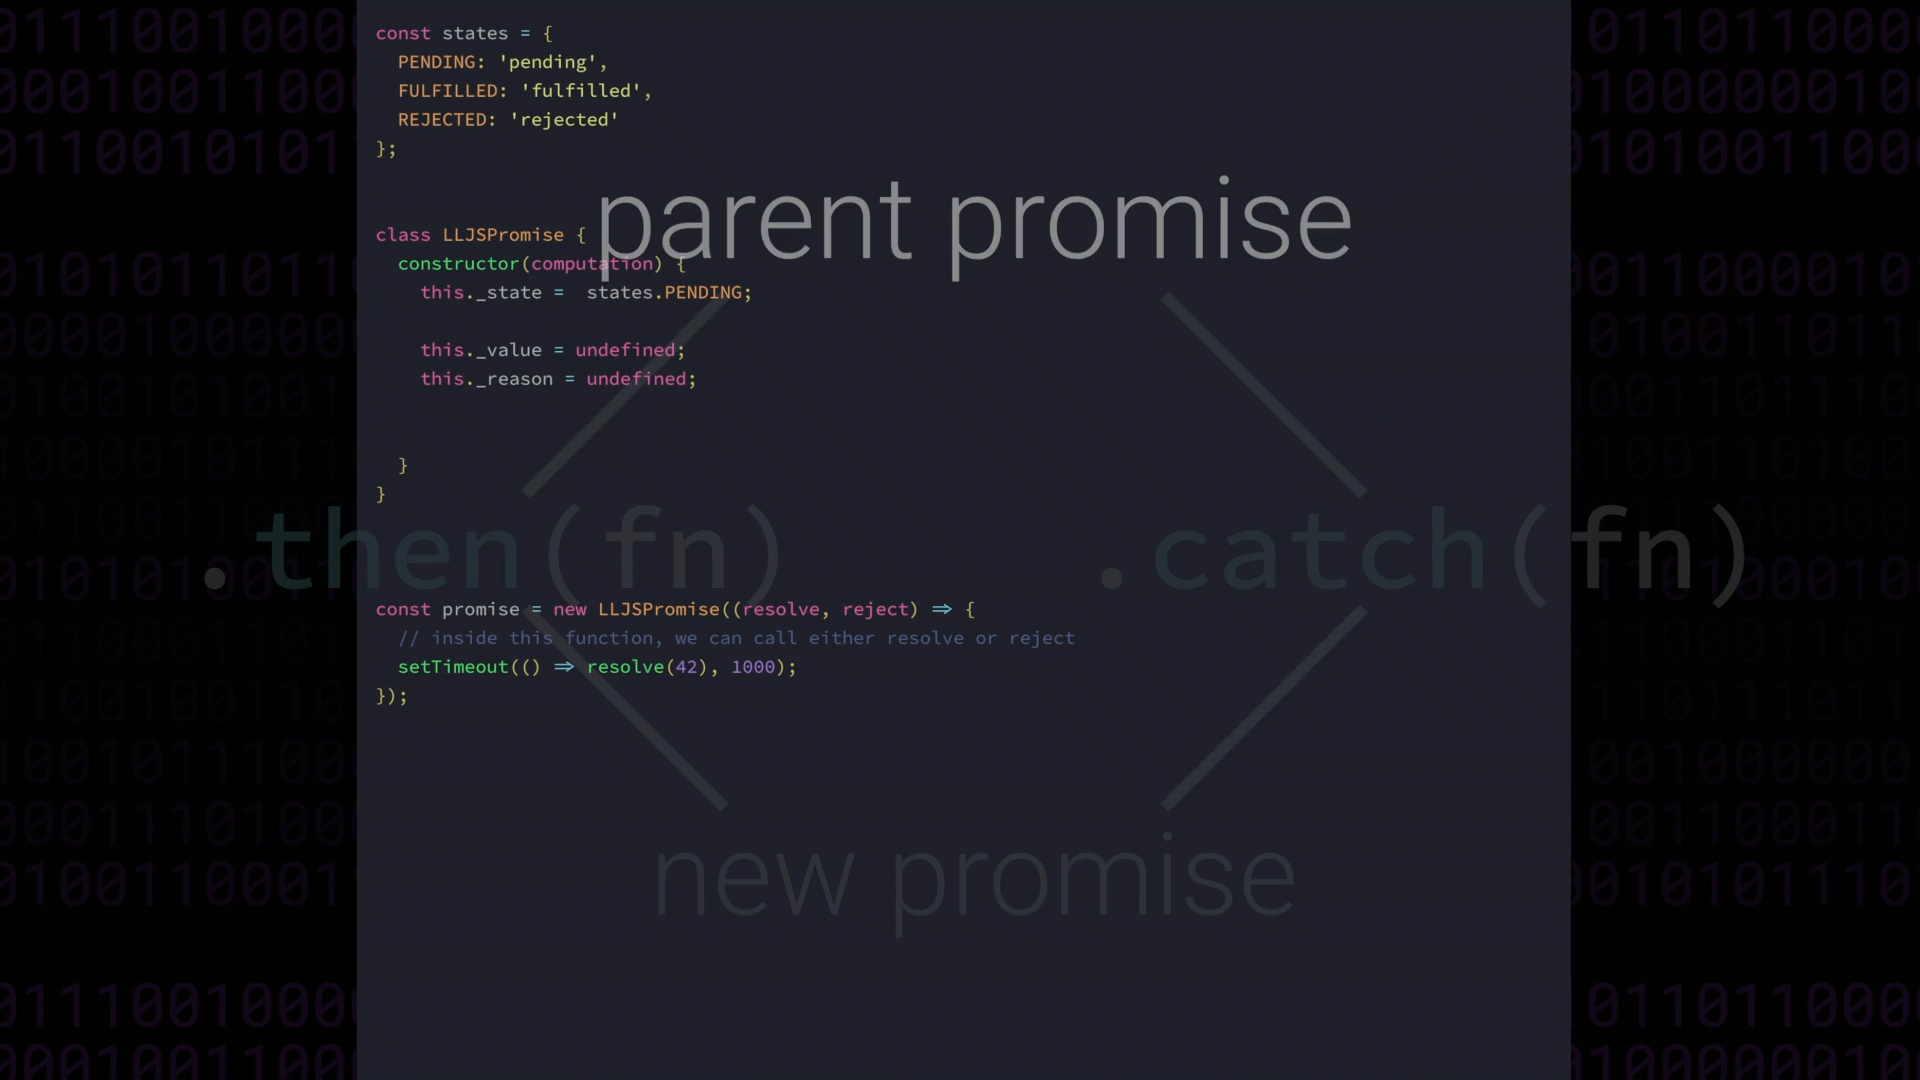 const states = {
  PENDING: 'pending',
  FULFILLED: 'fulfilled',
  REJECTED: 'rejected'
};
parent promise
class LLJSPromise {
  constructor(computation) {
    this._state =  states.PENDING;
    this._value = undefined;
    this._reason = undefined;
  }
}
.then(fn) .catch(fn)
const promise = new LLJSPromise((resolve, reject) => {
  // inside this function, we can call either resolve or reject
  setTimeout(() => resolve(42), 1000);
});
new promise